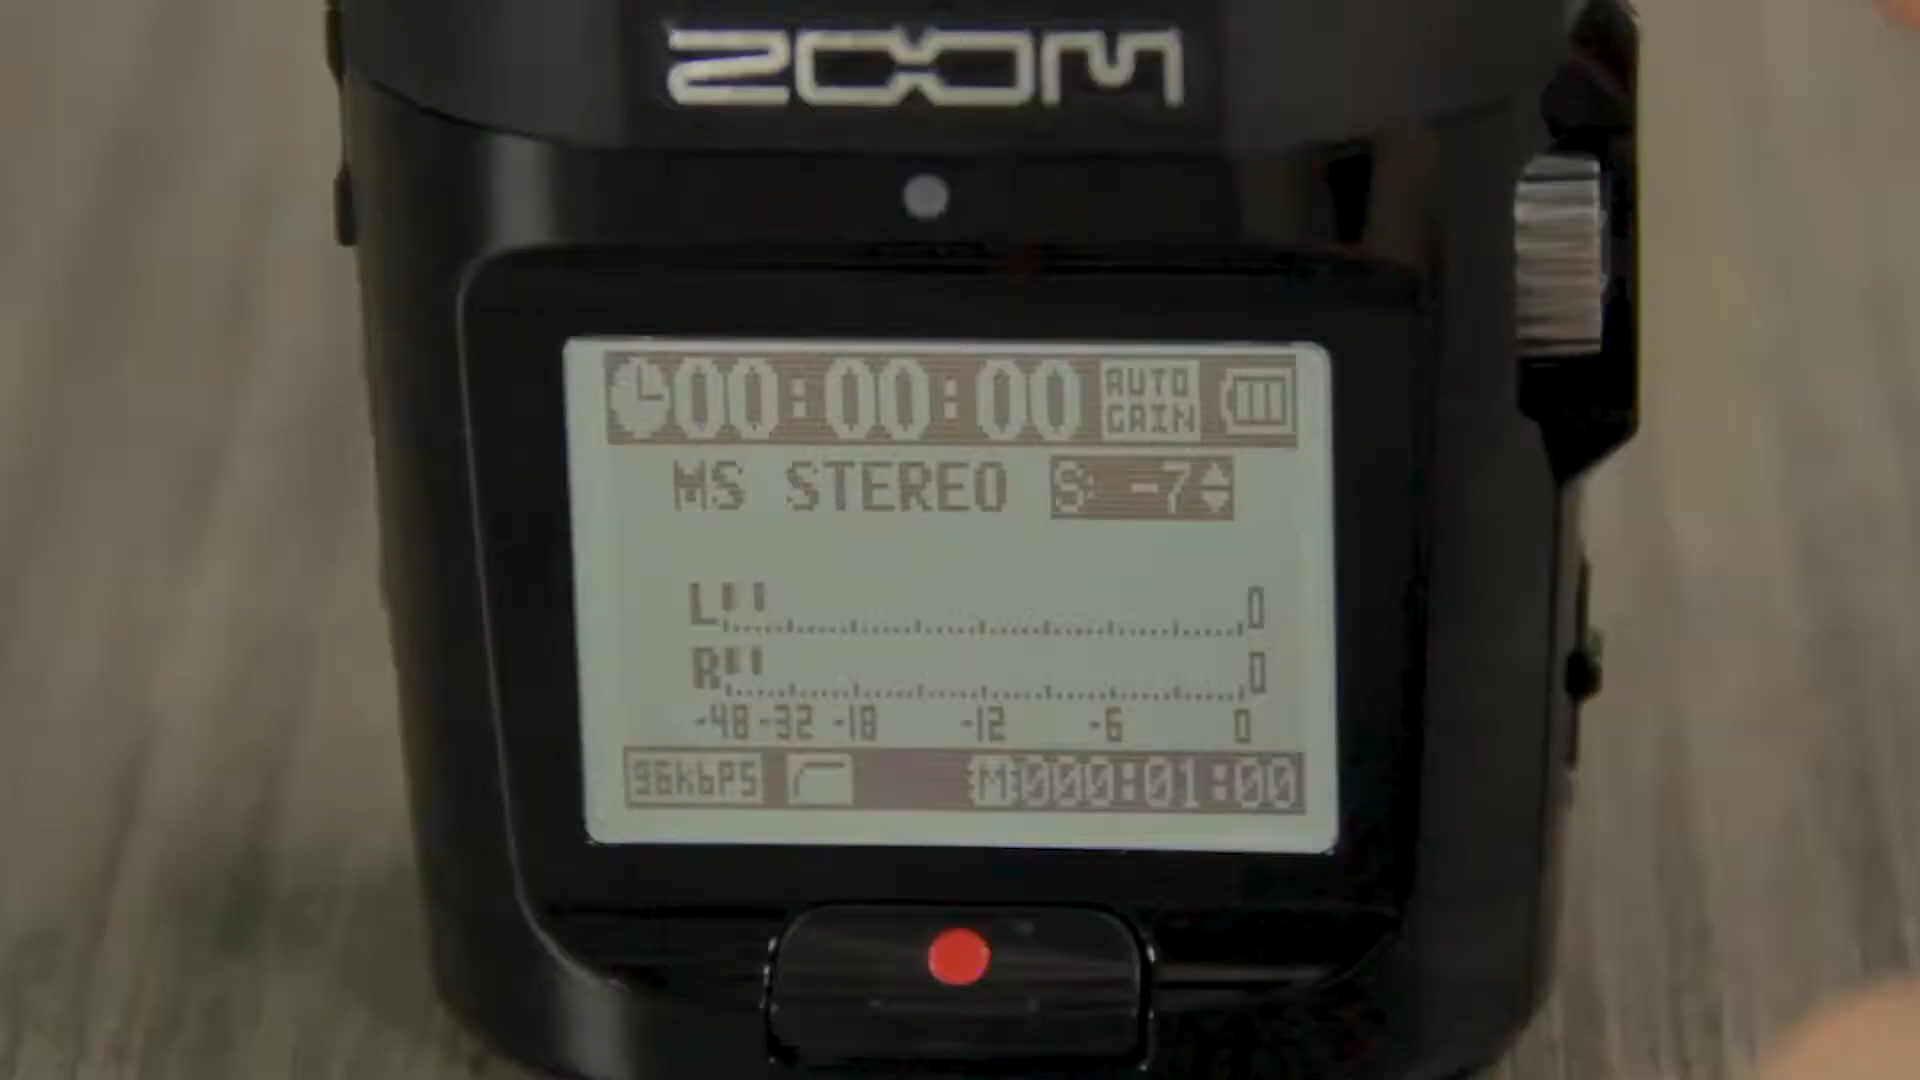 ZOOM
00:00:00 AUTO GAIN
MS STEREO S: -7
L 0
R 0
-48 -32 -18 -12 -6 0
96kbps M 000:01:00